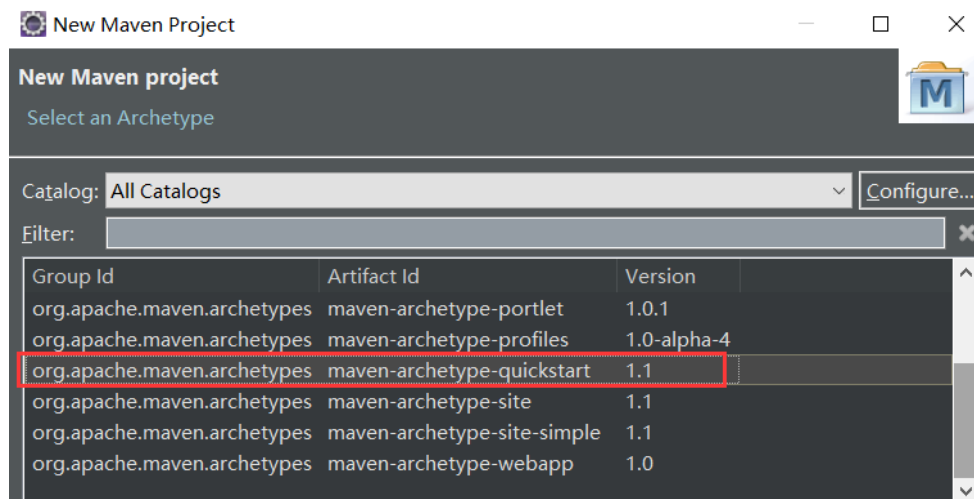 New Maven Project
New Maven project
Select an Archetype
M
Catalog: All Catalogs Configure...
Filter:
Group Id Artifact Id Version
org.apache.maven.archetypes maven-archetype-portlet 1.0.1
org.apache.maven.archetypes maven-archetype-profiles 1.0-alpha-4
org.apache.maven.archetypes maven-archetype-quickstart 1.1
org.apache.maven.archetypes maven-archetype-site 1.1
org.apache.maven.archetypes maven-archetype-site-simple 1.1
org.apache.maven.archetypes maven-archetype-webapp 1.0